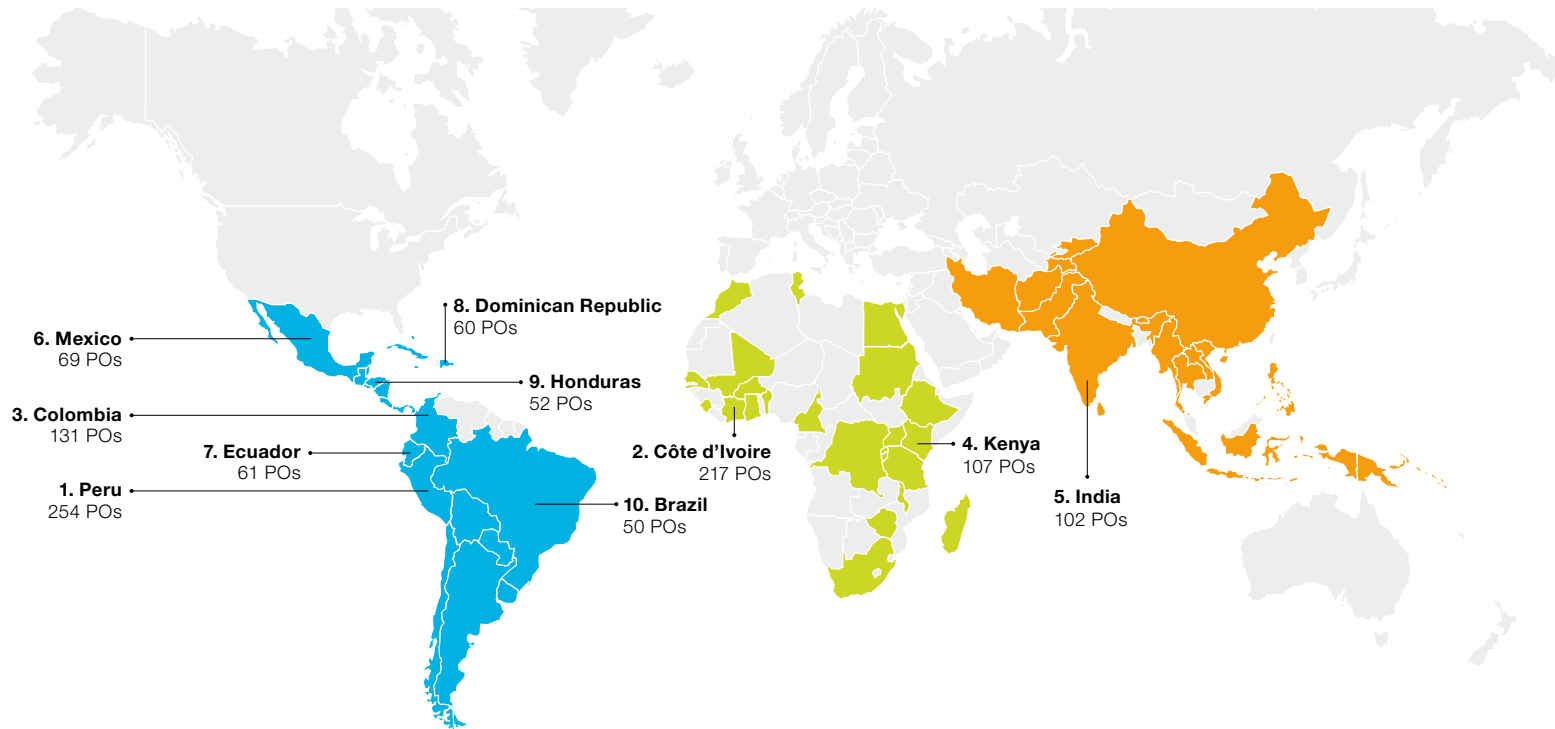 8. Dominican Republic
60 POs
6. Mexico
69 POs
9. Honduras
52 POs
3. Colombia
131 POs
7. Ecuador
61 POs
2. Côte d’Ivoire
217 POs
4. Kenya
107 POs
1. Peru
254 POs
10. Brazil
50 POs
5. India
102 POs